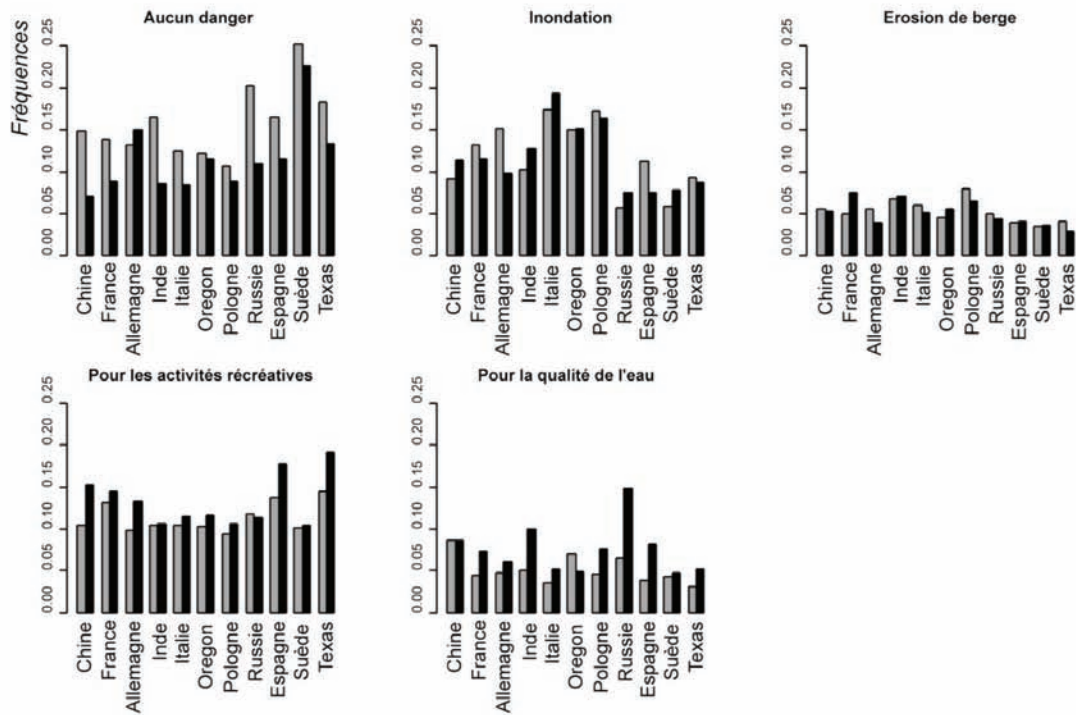 Aucun danger
Inondation
Erosion de berge
Fréquences
0.00 0.05 0.10 0.15 0.20 0.25
Chine France Allemagne Inde Italie Oregon Pologne Russie Espagne Suède Texas
0.00 0.05 0.10 0.15 0.20 0.25
Chine France Allemagne Inde Italie Oregon Pologne Russie Espagne Suède Texas
0.00 0.05 0.10 0.15 0.20 0.25
Chine France Allemagne Inde Italie Oregon Pologne Russie Espagne Suède Texas
Pour les activités récréatives
Pour la qualité de l'eau
0.00 0.05 0.10 0.15 0.20 0.25
Chine France Allemagne Inde Italie Oregon Pologne Russie Espagne Suède Texas
0.00 0.05 0.10 0.15 0.20 0.25
Chine France Allemagne Inde Italie Oregon Pologne Russie Espagne Suède Texas